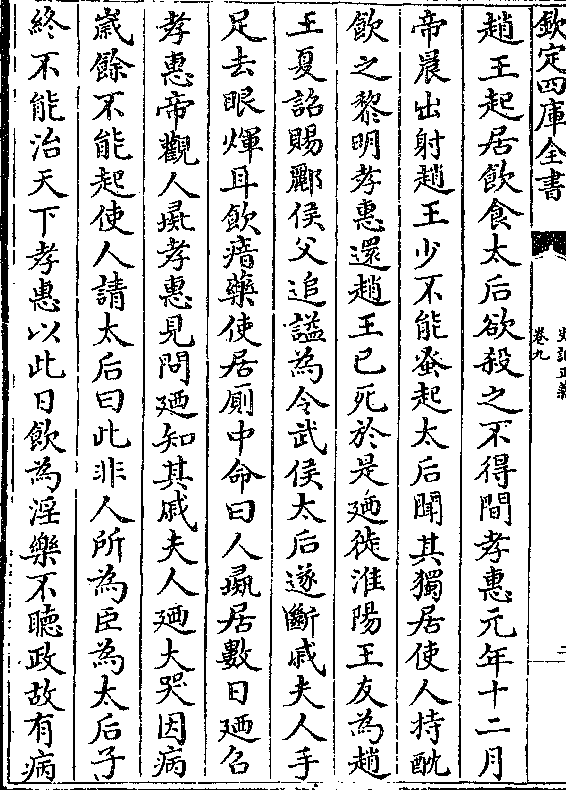 欽定四庫全書
史記正義
卷九
二
趙王起居飲食太后欲殺之不得間孝惠元年十二月
帝晨出射趙王少不能蚤起太后聞其獨居使人持酖
飲之黎明孝惠還趙王已死於是廼徙淮陽王友為趙
王夏詔賜酈侯父追謚為令武侯太后遂斷戚夫人手
足去眼煇耳飲瘖藥使居厠中命曰人彘居數日廼召
孝惠帝觀人彘孝惠見問廼知其戚夫人廼大哭因病
歲餘不能起使人請太后曰此非人所為臣為太后子
終不能治天下孝惠以此日飲為淫樂不聽政故有病